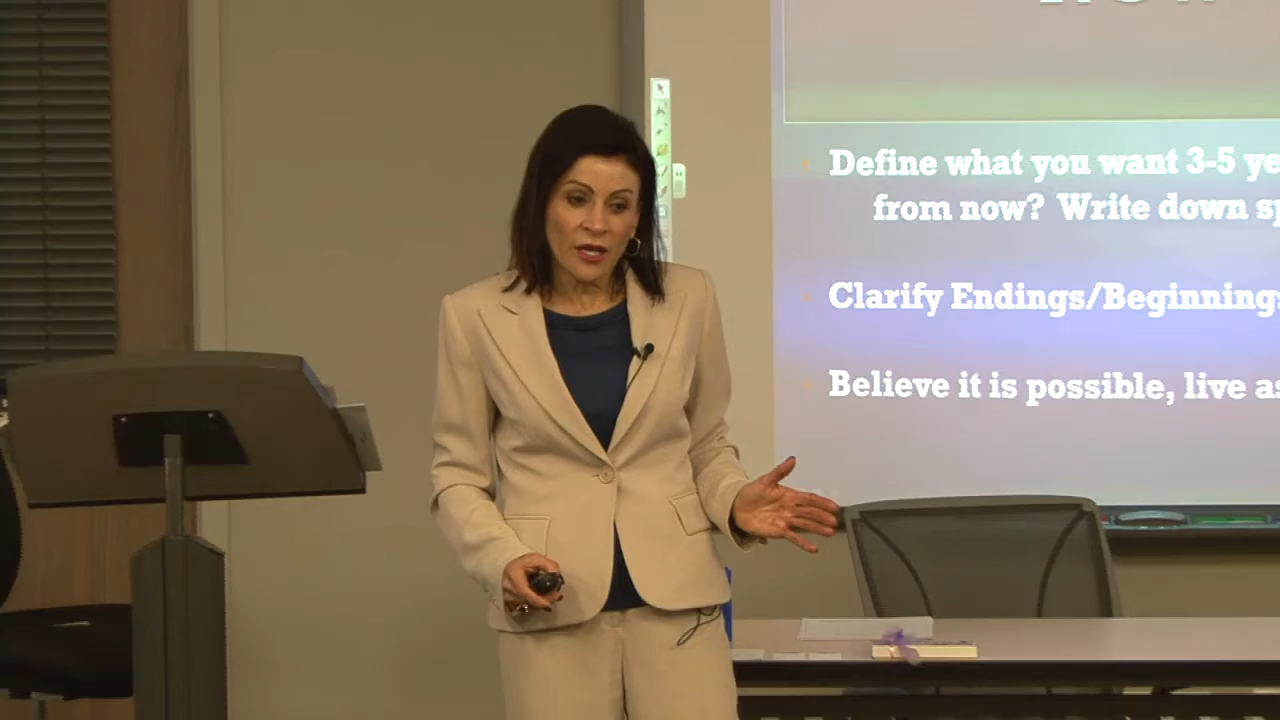 Define what you want 3-5 ye
from now? Write down sp
Clarify Endings/Beginning
Believe it is possible, live as